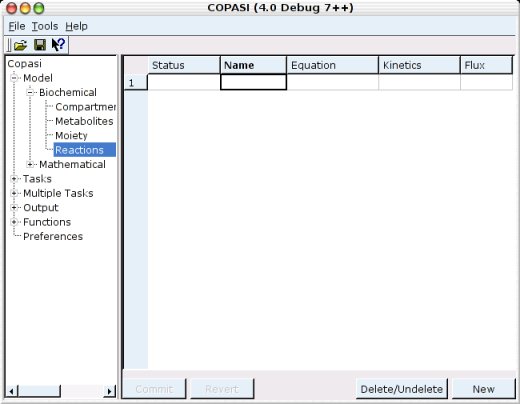 COPASI (4.0 Debug 7++)
File Tools Help
Copasi
Model
Biochemical
Compartmer
Metabolites
Moiety
Reactions
Mathematical
Tasks
Multiple Tasks
Output
Functions
Preferences
Status Name Equation Kinetics Flux
1
Commit Revert Delete/Undelete New